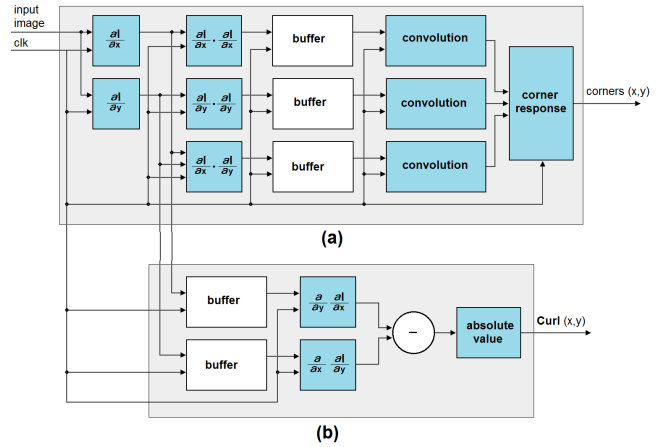 input
image
clk
∂I
∂x
∂I
∂x · ∂I
∂x
buffer
convolution
∂I
∂y
∂I
∂y · ∂I
∂y
buffer
convolution
corner
response
corners (x,y)
∂I
∂x · ∂I
∂y
buffer
convolution
(a)
buffer
∂
∂y ∂I
∂x
buffer
∂
∂x ∂I
∂y
−
absolute
value
Curl (x,y)
(b)